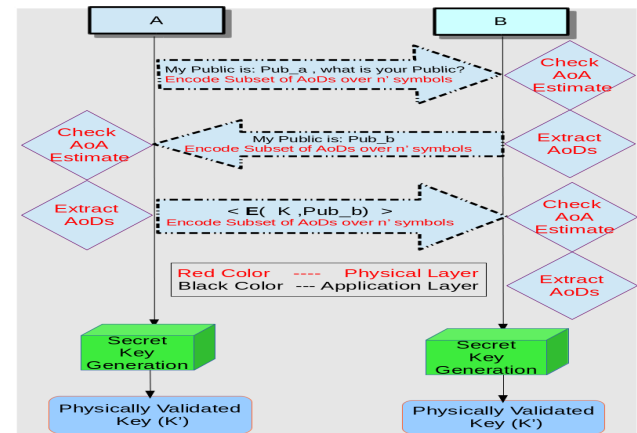 A
B
My Public is: Pub_a , what is your Public?
Encode Subset of AoDs over n' symbols
Check
AoA
Estimate
My Public is: Pub_b
Encode Subset of AoDs over n' symbols
Check
AoA
Estimate
Extract
AoDs
< E( K ,Pub_b) >
Encode Subset of AoDs over n' symbols
Extract
AoDs
Check
AoA
Estimate
Extract
AoDs
Red Color ---- Physical Layer
Black Color --- Application Layer
Secret
Key
Generation
Secret
Key
Generation
Physically Validated
Key (K')
Physically Validated
Key (K')